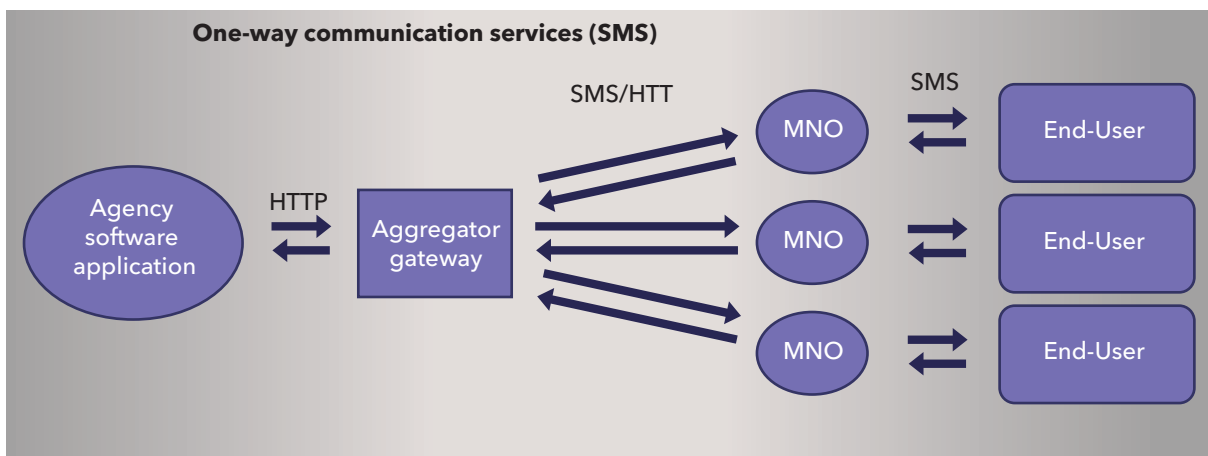 One-way communication services (SMS)
SMS/HTT
SMS
MNO
End-User
HTTP
Agency
software
application
Aggregator
gateway
MNO
End-User
MNO
End-User